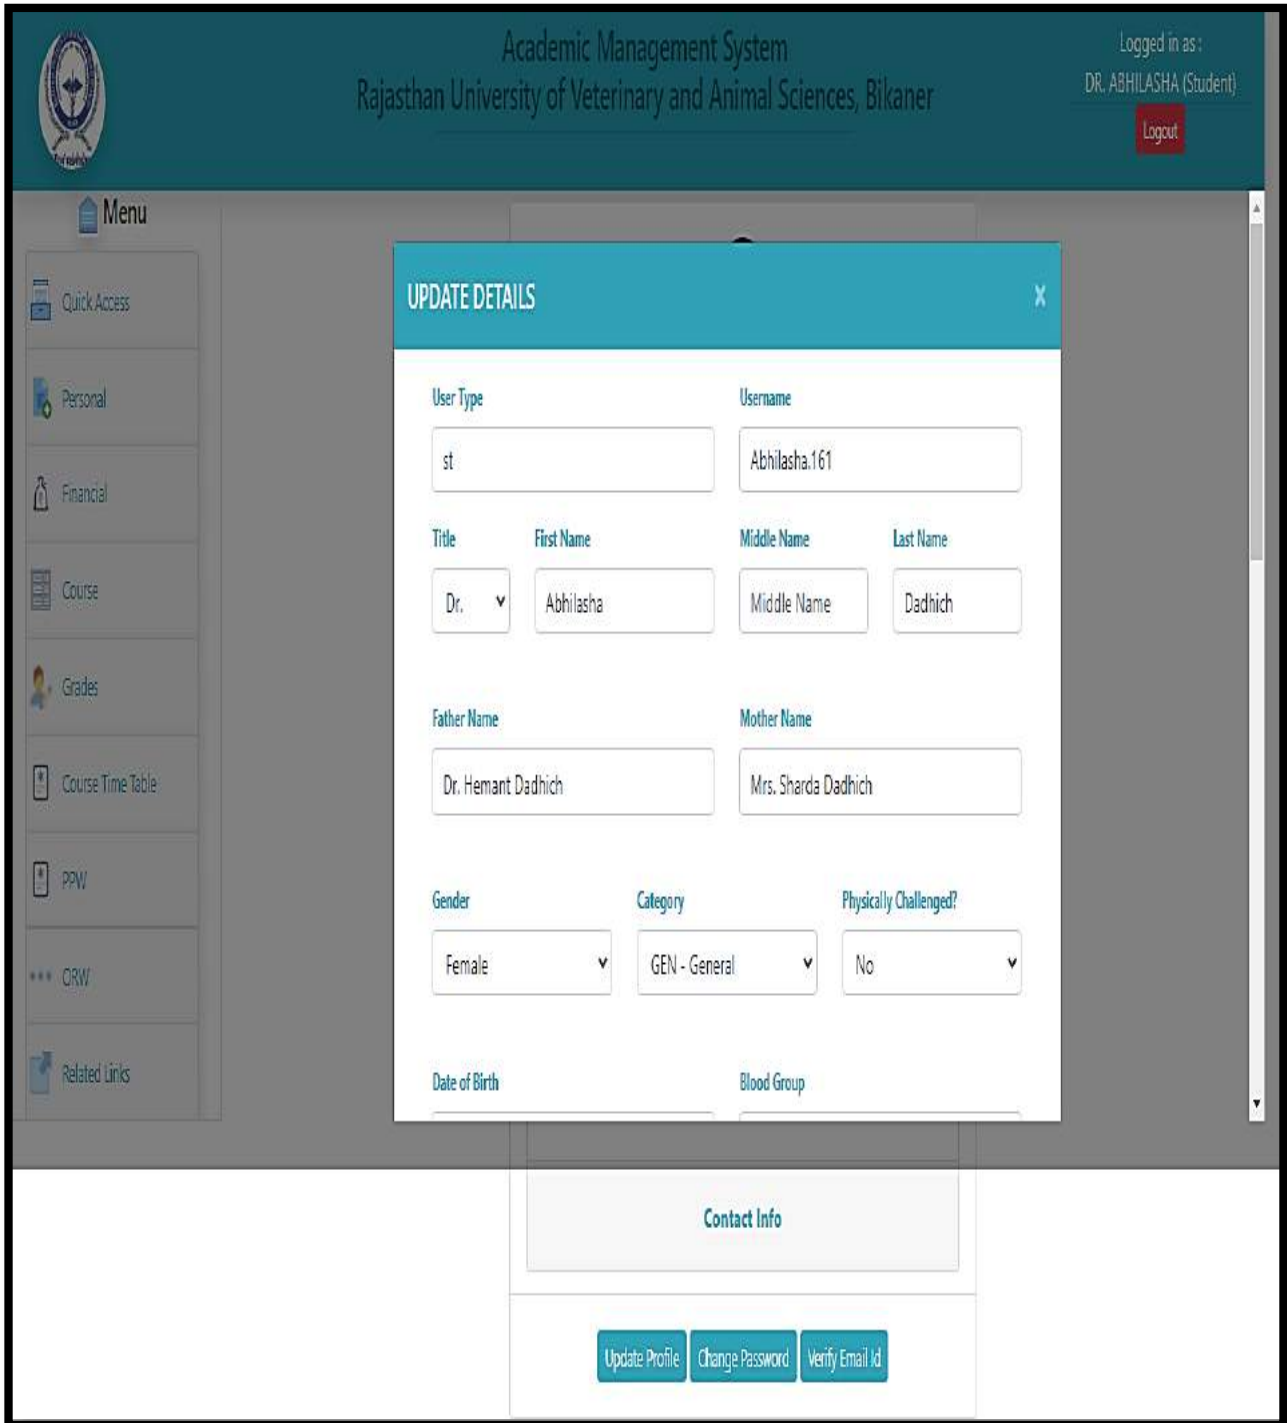 Academic Management System
Rajasthan University of Veterinary and Animal Sciences, Bikaner
Logged in as :
DR. ABHILASHA (Student)
Logout
Menu
Quick Access
Personal
Financial
Course
Grades
Course Time Table
PPW
ORW
Related Links
UPDATE DETAILS
x
User Type Username
st Abhilasha.161
Title First Name Middle Name Last Name
Dr. Abhilasha Middle Name Dadhich
Father Name Mother Name
Dr. Hemant Dadhich Mrs. Sharda Dadhich
Gender Category Physically Challenged?
Female GEN - General No
Date of Birth Blood Group
Contact Info
Update Profile Change Password Verify Email Id